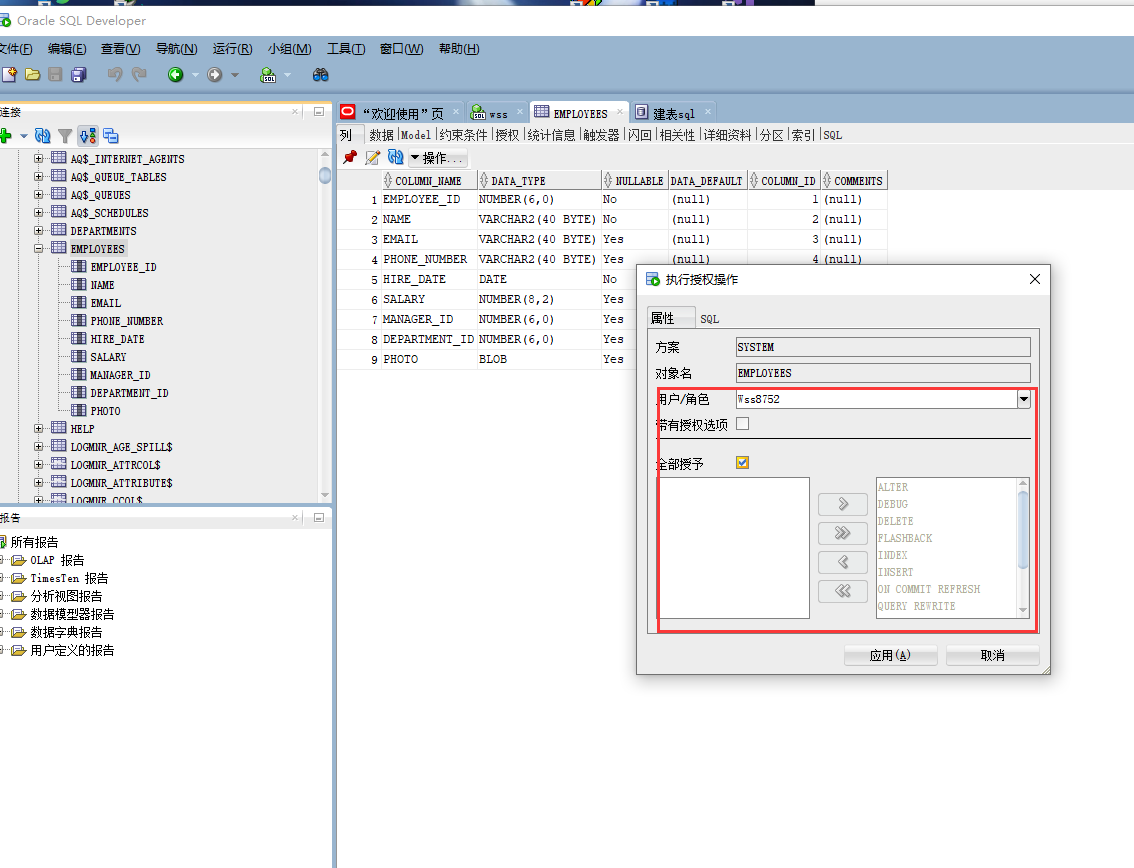 Oracle SQL Developer
文件(F) 编辑(E) 查看(V) 导航(N) 运行(R) 小组(M) 工具(T) 窗口(W) 帮助(H)
连接
AQ$_INTERNET_AGENTS
AQ$_QUEUE_TABLES
AQ$_QUEUES
AQ$_SCHEDULES
DEPARTMENTS
EMPLOYEES
EMPLOYEE_ID
NAME
EMAIL
PHONE_NUMBER
HIRE_DATE
SALARY
MANAGER_ID
DEPARTMENT_ID
PHOTO
HELP
LOGMNR_AGE_SPILL$
LOGMNR_ATTRCOL$
LOGMNR_ATTRIBUTE$
LOGMNR_CCOL$
报告
所有报告
OLAP 报告
TimesTen 报告
分析视图报告
数据模型器报告
数据字典报告
用户定义的报告
“欢迎使用”页 wss EMPLOYEES 建表sql
列 数据 Model 约束条件 授权 统计信息 触发器 闪回 相关性 详细资料 分区 索引 SQL
操作...
COLUMN_NAME DATA_TYPE NULLABLE DATA_DEFAULT COLUMN_ID COMMENTS
1 EMPLOYEE_ID NUMBER(6,0) No (null) 1 (null)
2 NAME VARCHAR2(40 BYTE) No (null) 2 (null)
3 EMAIL VARCHAR2(40 BYTE) Yes (null) 3 (null)
4 PHONE_NUMBER VARCHAR2(40 BYTE) Yes (null) 4 (null)
5 HIRE_DATE DATE No
6 SALARY NUMBER(8,2) Yes
7 MANAGER_ID NUMBER(6,0) Yes
8 DEPARTMENT_ID NUMBER(6,0) Yes
9 PHOTO BLOB Yes
执行授权操作
属性 SQL
方案 SYSTEM
对象名 EMPLOYEES
用户/角色 Wss8752
带有授权选项
全部授予
ALTER
DEBUG
DELETE
FLASHBACK
INDEX
INSERT
ON COMMIT REFRESH
QUERY REWRITE
应用(A) 取消